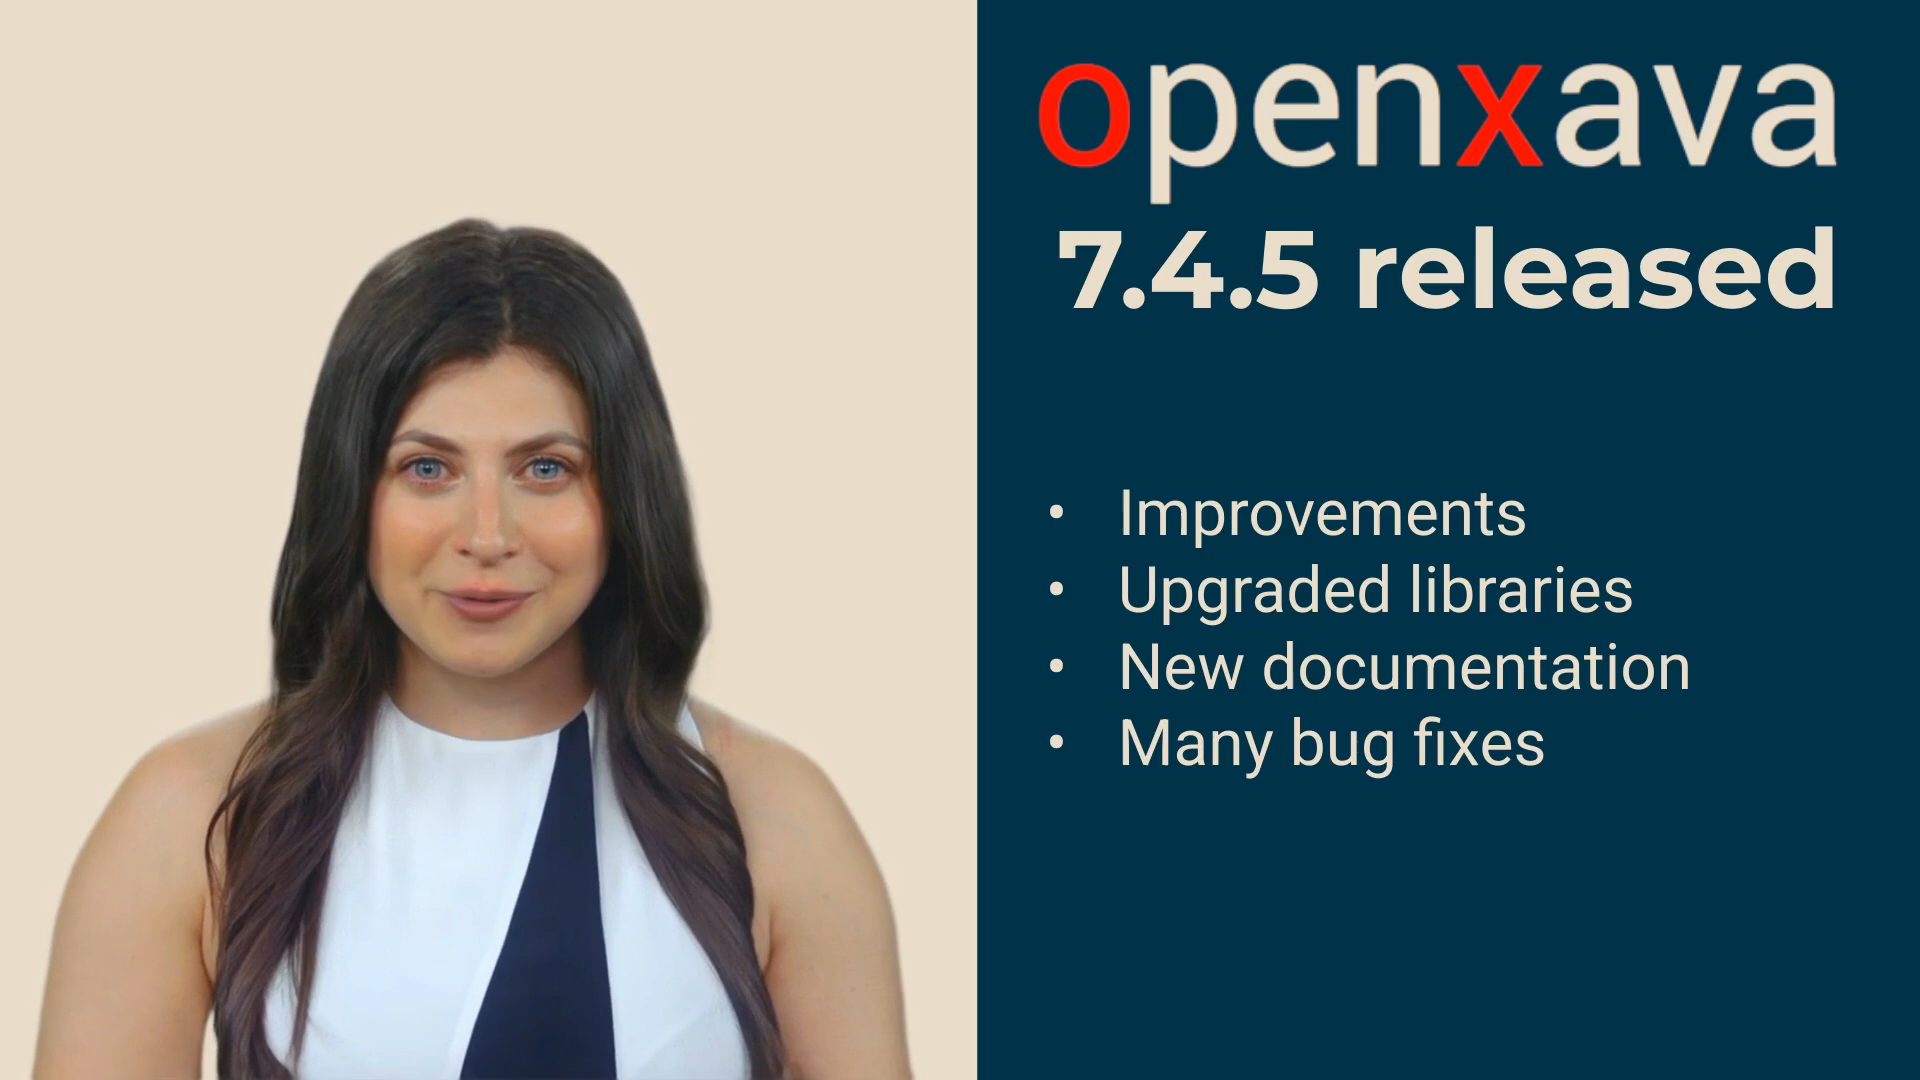 openxava
7.4.5 released
• Improvements
• Upgraded libraries
• New documentation
• Many bug fixes